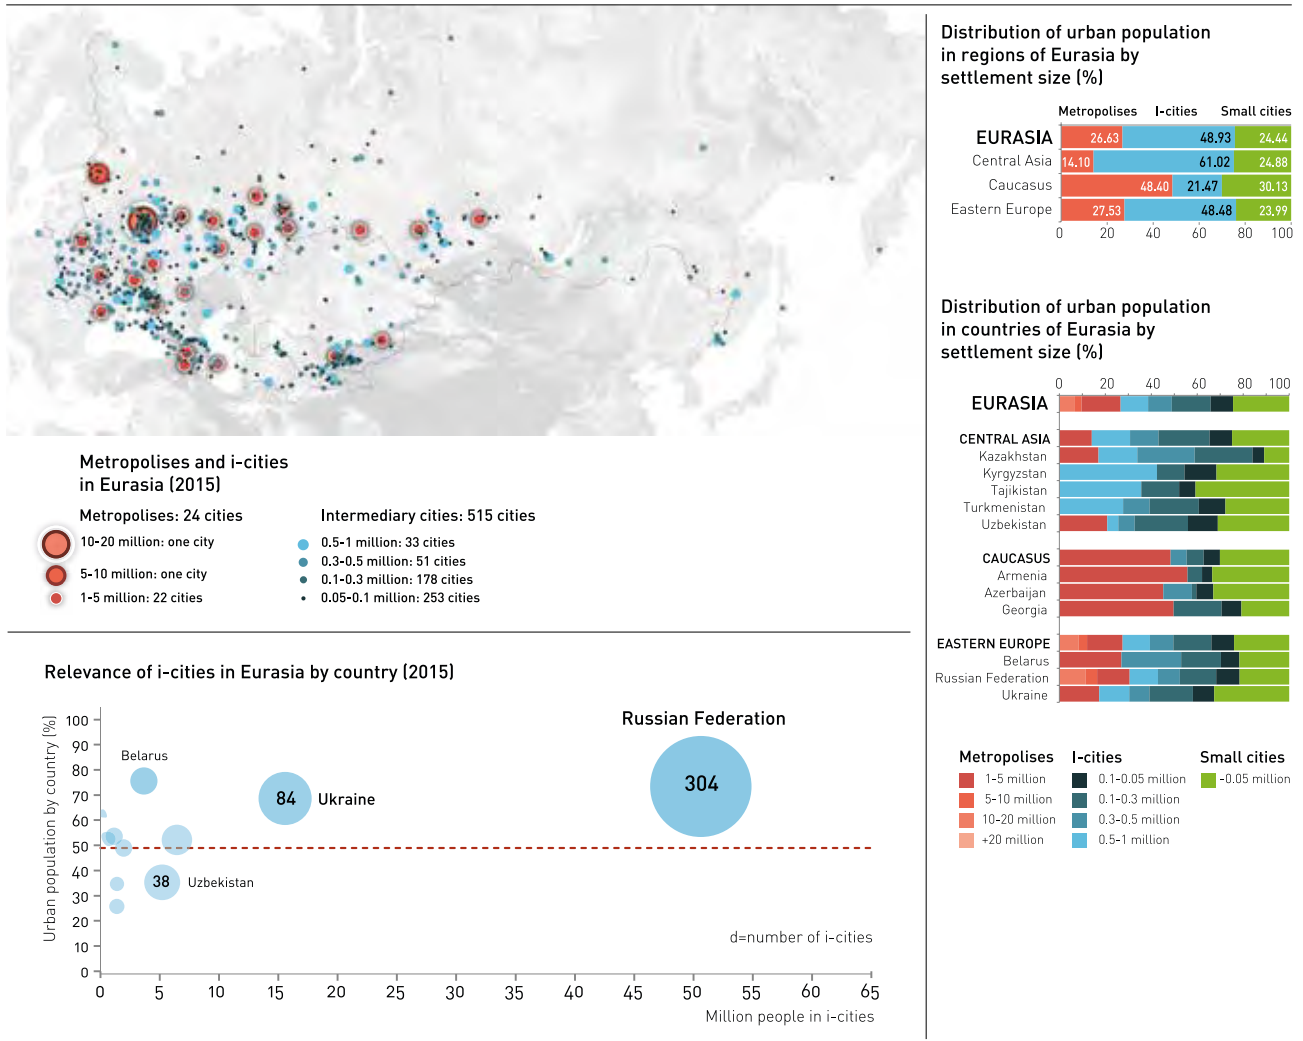 Distribution of urban population
in regions of Eurasia by
settlement size (%)
Metropolises I-cities Small cities
EURASIA 26.63 48.93 24.44
Central Asia 14.10 61.02 24.88
Caucasus 48.40 21.47 30.13
Eastern Europe 27.53 48.48 23.99
0 20 40 60 80 100
Distribution of urban population
in countries of Eurasia by
settlement size (%)
0 20 40 60 80 100
EURASIA
CENTRAL ASIA
Kazakhstan
Kyrgyzstan
Tajikistan
Turkmenistan
Uzbekistan
CAUCASUS
Armenia
Azerbaijan
Georgia
EASTERN EUROPE
Belarus
Russian Federation
Ukraine
Metropolises I-cities Small cities
1-5 million 0.1-0.05 million -0.05 million
5-10 million 0.1-0.3 million
10-20 million 0.3-0.5 million
+20 million 0.5-1 million
Metropolises and i-cities
in Eurasia (2015)
Metropolises: 24 cities
10-20 million: one city
5-10 million: one city
1-5 million: 22 cities
Intermediary cities: 515 cities
0.5-1 million: 33 cities
0.3-0.5 million: 51 cities
0.1-0.3 million: 178 cities
0.05-0.1 million: 253 cities
Relevance of i-cities in Eurasia by country (2015)
Urban population by country (%)
100
90
80
70
60
50
40
30
20
10
0
Russian Federation
304
Belarus
84 Ukraine
38 Uzbekistan
d=number of i-cities
0 5 10 15 20 25 30 35 40 45 50 55 60 65
Million people in i-cities